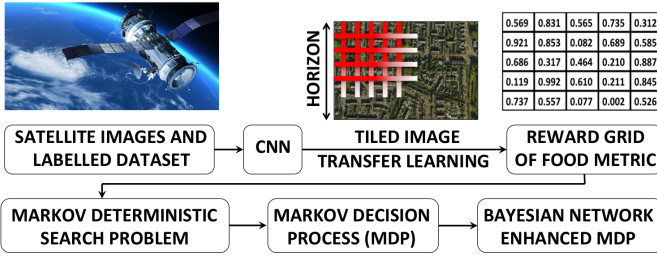 HORIZON
0.569 0.831 0.565 0.735 0.312
0.921 0.853 0.082 0.689 0.585
0.686 0.317 0.464 0.210 0.887
0.119 0.992 0.610 0.211 0.845
0.737 0.557 0.077 0.002 0.526
SATELLITE IMAGES AND
LABELLED DATASET
CNN
TILED IMAGE
TRANSFER LEARNING
REWARD GRID
OF FOOD METRIC
MARKOV DETERMINISTIC
SEARCH PROBLEM
MARKOV DECISION
PROCESS (MDP)
BAYESIAN NETWORK
ENHANCED MDP